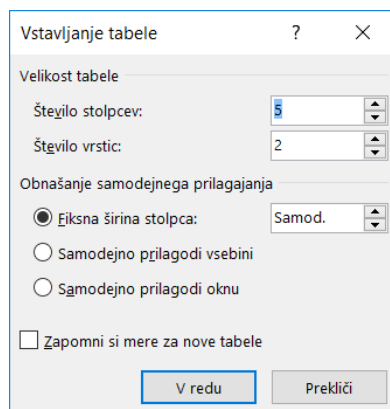 Vstavljanje tabele ?
Velikost tabele
Število stolpcev: 5
Število vrstic: 2
Obnašanje samodejnega prilagajanja
Fiksna širina stolpca: Samod.
Samodejno prilagodi vsebini
Samodejno prilagodi oknu
Zapomni si mere za nove tabele
V redu Prekliči